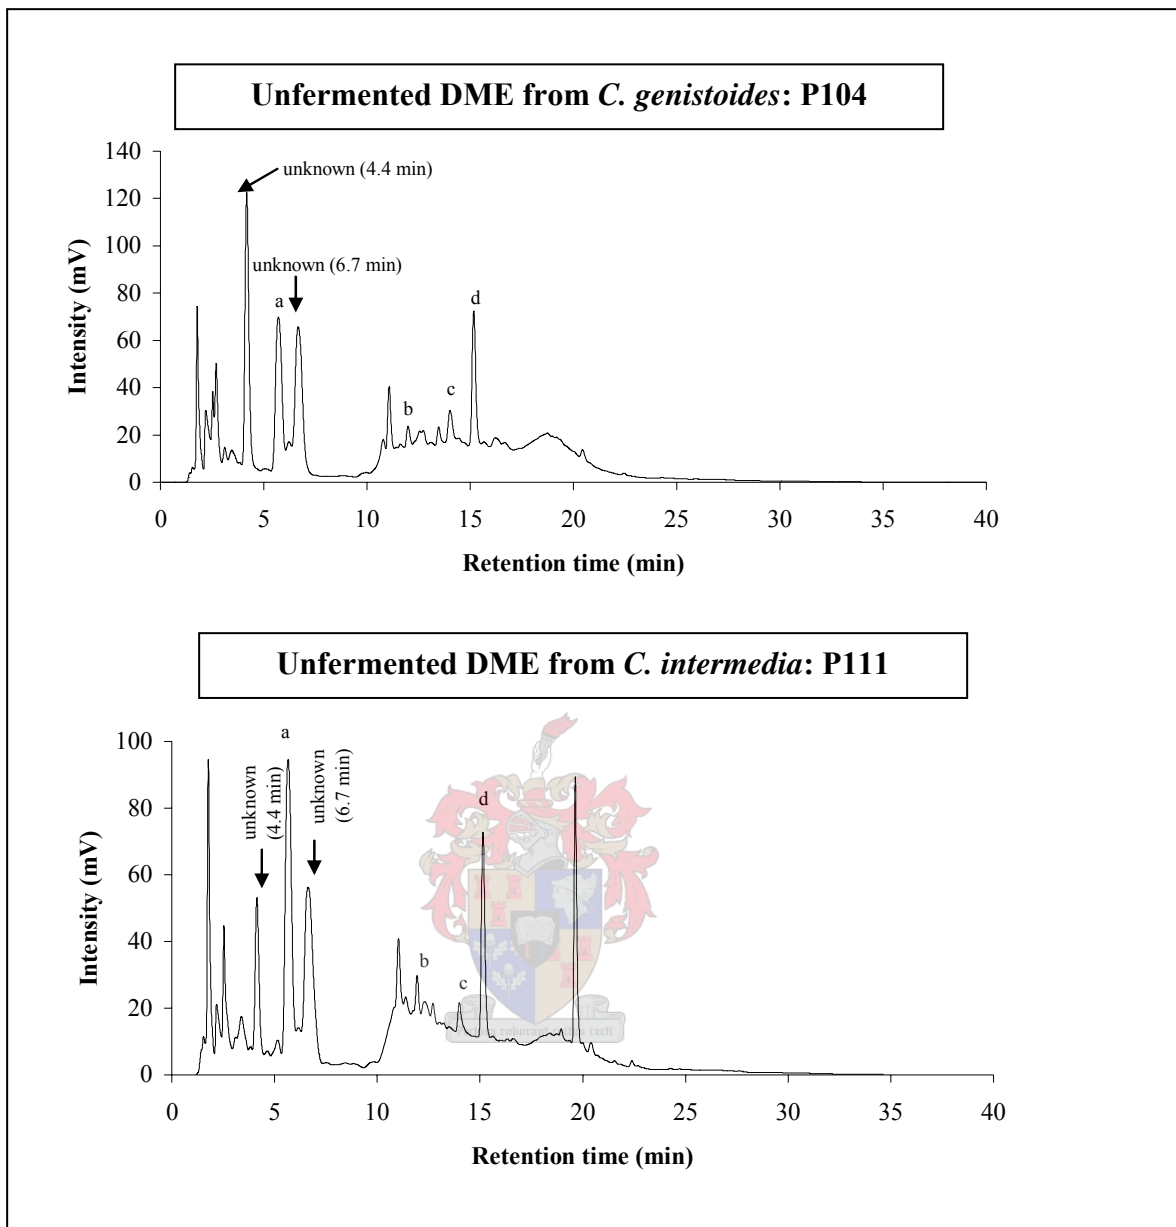 Unfermented DME from C. genistoides: P104
140
120
100
80
60
40
20
0
Intensity (mV)
unknown (4.4 min)
unknown (6.7 min)
a
b
c
d
0 5 10 15 20 25 30 35 40
Retention time (min)
Unfermented DME from C. intermedia: P111
100
80
60
40
20
0
Intensity (mV)
unknown
(4.4 min)
a
unknown
(6.7 min)
b
c
d
roborant cultus recti
0 5 10 15 20 25 30 35 40
Retention time (min)